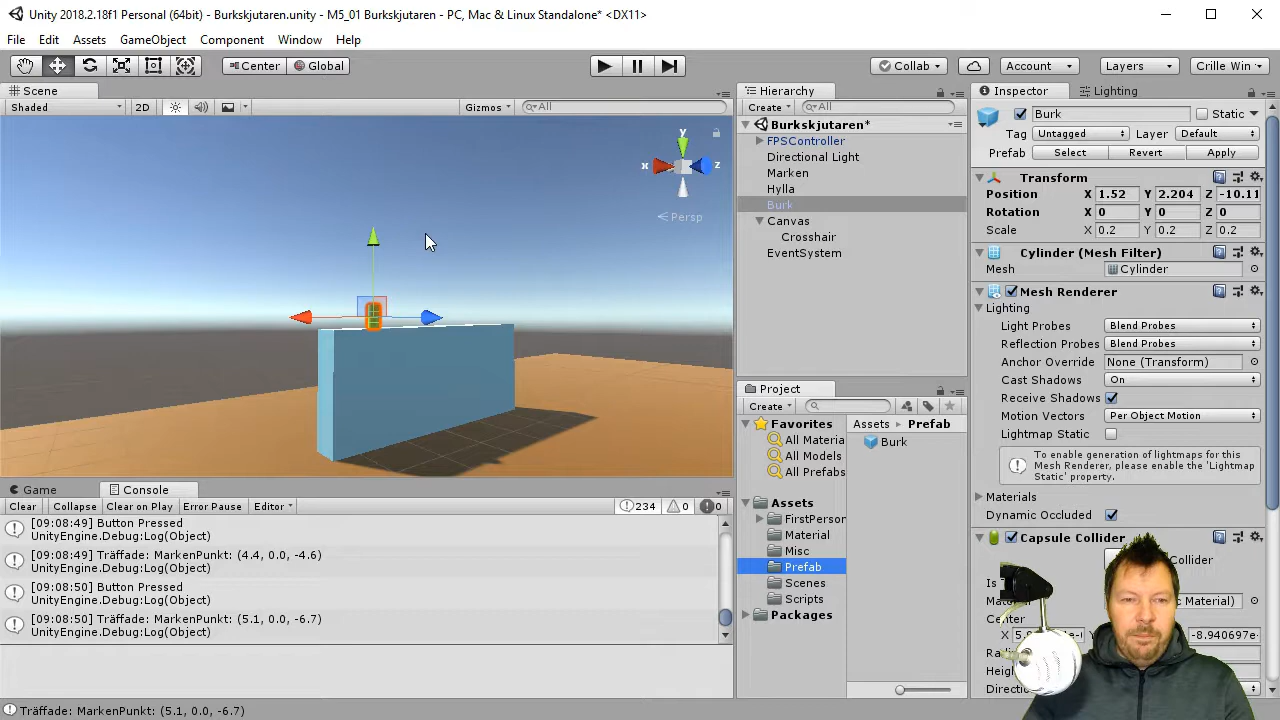 Unity 2018.2.18f1 Personal (64bit) - Burkskjutaren.unity - M5_01 Burkskjutaren - PC, Mac & Linux Standalone* <DX11>
File Edit Assets GameObject Component Window Help
Center Global Collab Account Layers Crille Win
Scene
Shaded 2D Gizmos All
y
x z
Persp
Hierarchy
Create All
Burkskjutaren*
FPSController
Directional Light
Marken
Hylla
Burk
Canvas
Crosshair
EventSystem
Project
Create
Favorites
All Materia
All Models
All Prefabs
Assets
FirstPerson
Material
Misc
Prefab
Scenes
Scripts
Packages
Assets Prefab
Burk
Inspector Lighting
Burk Static
Tag Untagged Layer Default
Prefab Select Revert Apply
Transform
Position X 1.52 Y 2.204 Z -10.11
Rotation X 0 Y 0 Z 0
Scale X 0.2 Y 0.2 Z 0.2
Cylinder (Mesh Filter)
Mesh Cylinder
Mesh Renderer
Lighting
Light Probes Blend Probes
Reflection Probes Blend Probes
Anchor Override None (Transform)
Cast Shadows On
Receive Shadows
Motion Vectors Per Object Motion
Lightmap Static
To enable generation of lightmaps for this
Mesh Renderer, please enable the 'Lightmap
Static' property.
Materials
Dynamic Occluded
Capsule Collider
Collider
Is
Material)
Center
X -8.940697e-
Heig
Direc
Game Console
Clear Collapse Clear on Play Error Pause Editor 234 0 0
[09:08:49] Button Pressed
UnityEngine.Debug:Log(Object)
[09:08:49] Träffade: MarkenPunkt: (4.4, 0.0, -4.6)
UnityEngine.Debug:Log(Object)
[09:08:50] Button Pressed
UnityEngine.Debug:Log(Object)
[09:08:50] Träffade: MarkenPunkt: (5.1, 0.0, -6.7)
UnityEngine.Debug:Log(Object)
Träffade: MarkenPunkt: (5.1, 0.0, -6.7)